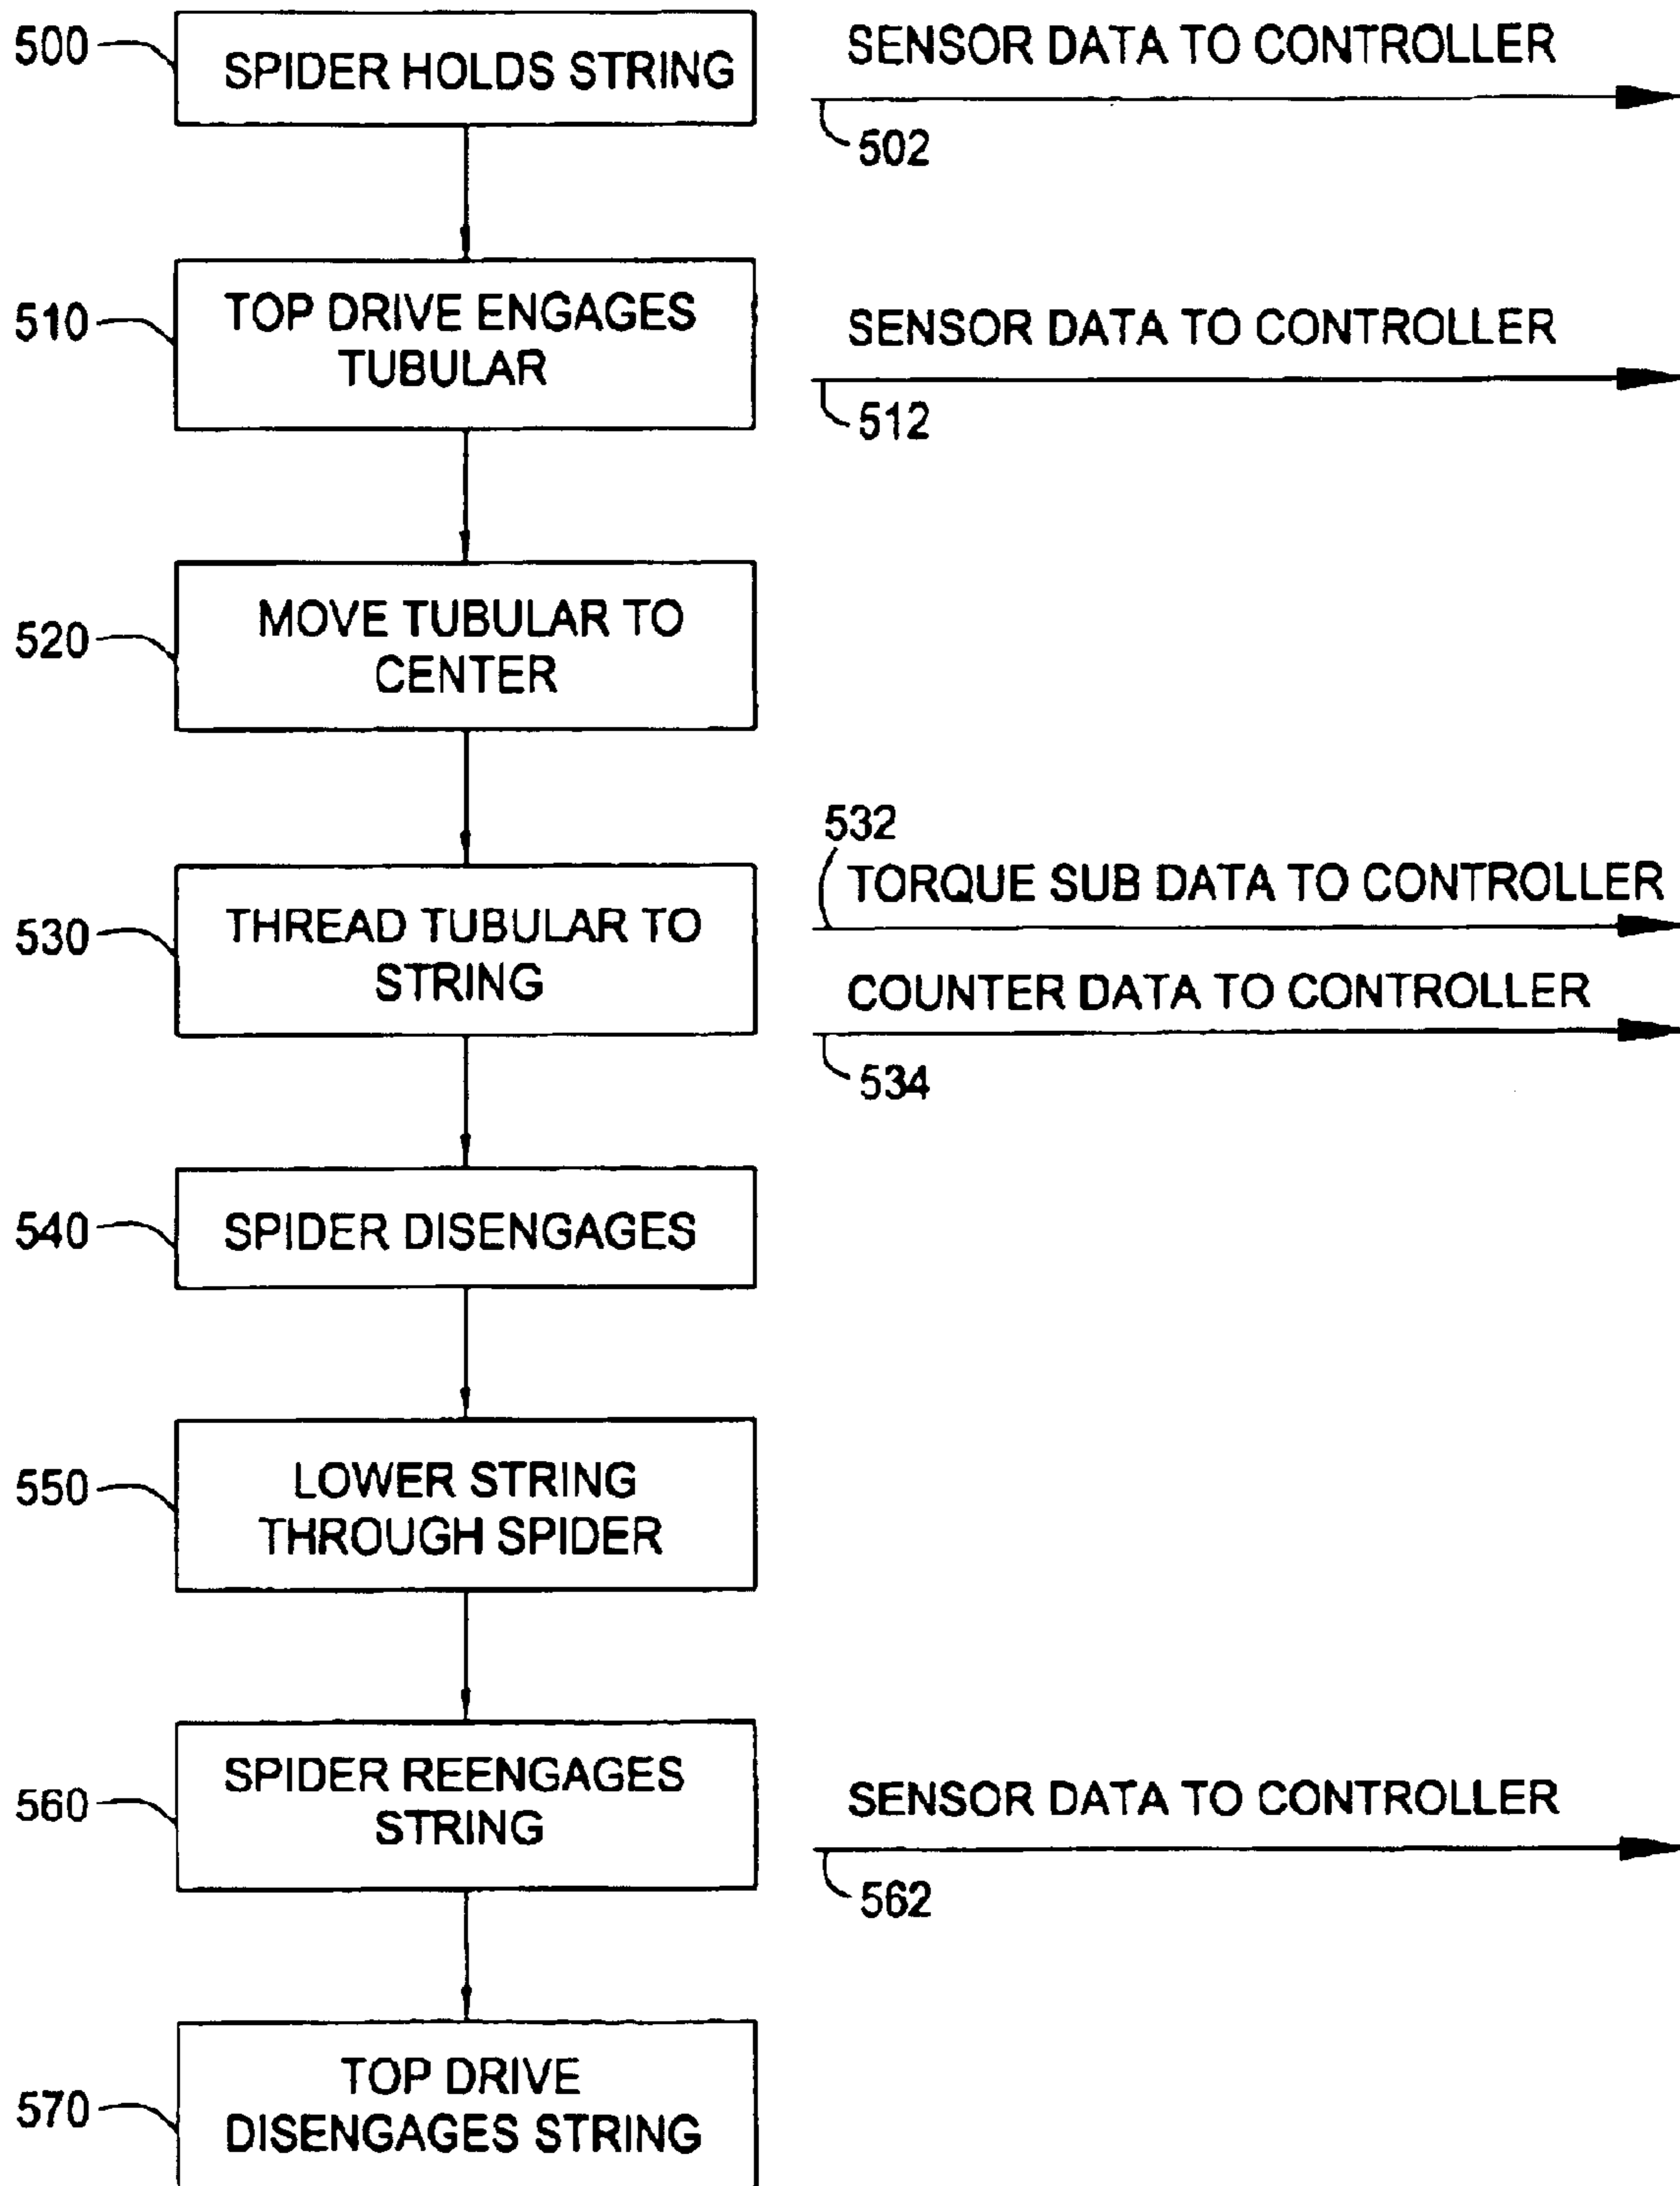 500
SPIDER HOLDS STRING
SENSOR DATA TO CONTROLLER
502
510
TOP DRIVE ENGAGES
TUBULAR
SENSOR DATA TO CONTROLLER
512
520
MOVE TUBULAR TO
CENTER
530
THREAD TUBULAR TO
STRING
532
TORQUE SUB DATA TO CONTROLLER
COUNTER DATA TO CONTROLLER
534
540
SPIDER DISENGAGES
550
LOWER STRING
THROUGH SPIDER
560
SPIDER REENGAGES
STRING
SENSOR DATA TO CONTROLLER
562
570
TOP DRIVE
DISENGAGES STRING